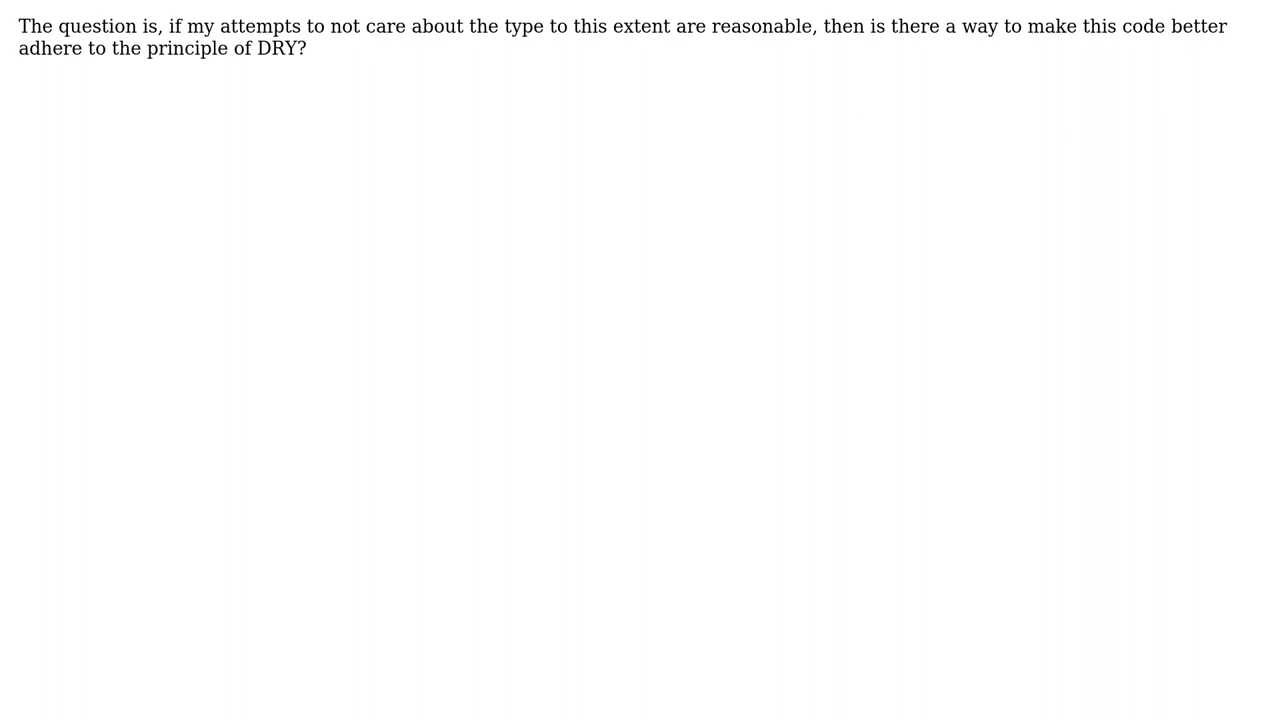 The question is, if my attempts to not care about the type to this extent are reasonable, then is there a way to make this code better
adhere to the principle of DRY?